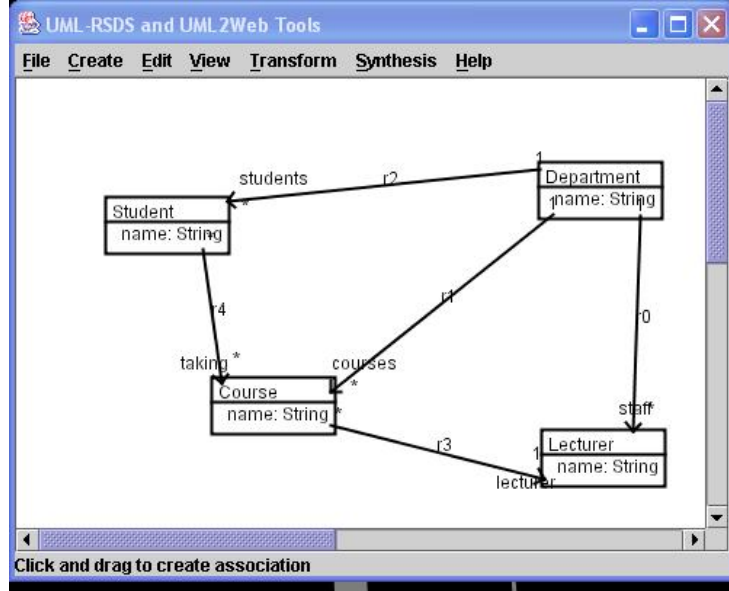 UML-RSDS and UML2Web Tools
File Create Edit View Transform Synthesis Help
1
students r2 Department
* name: String
Student 1 1
name: String
*
r4 r1 r0
taking * courses
* staff*
Course
name: String * Lecturer
r3 1 name: String
lecturer
Click and drag to create association